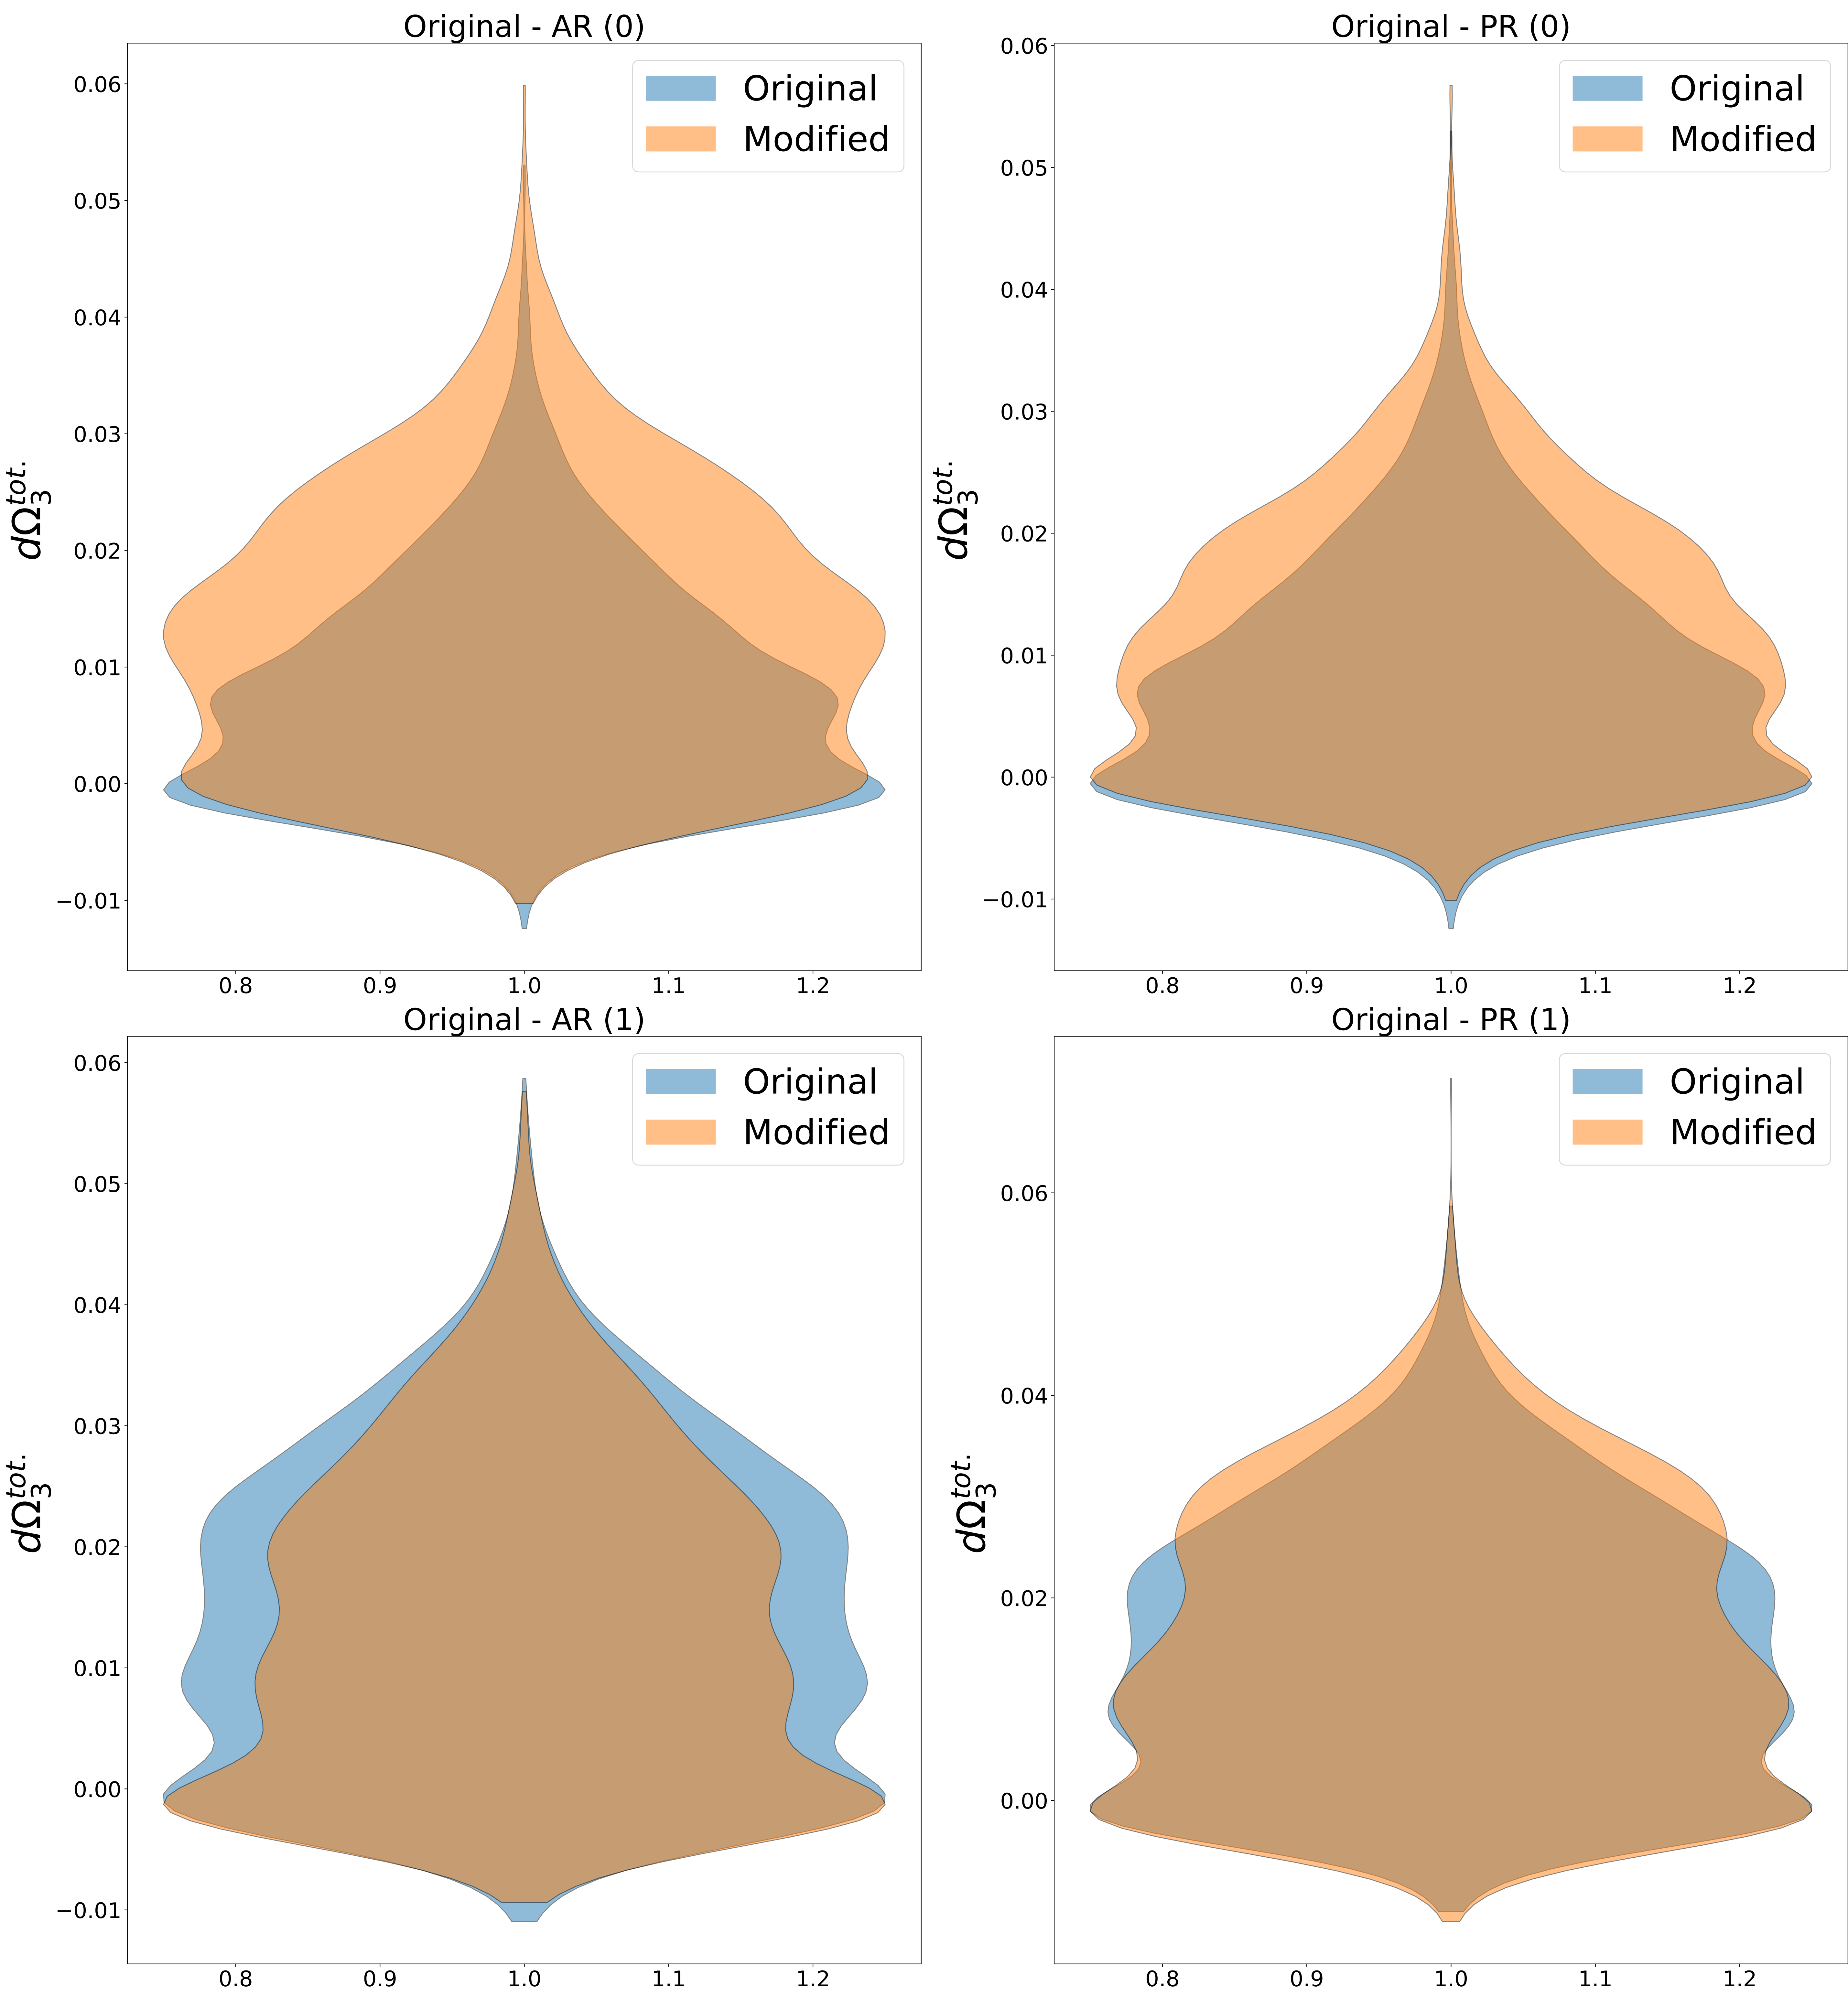 Original - AR (0)
Original
Modified
0.06
0.05
0.04
0.03
0.02
0.01
0.00
−0.01
dΩ₃ᵗᵒᵗ·
0.8 0.9 1.0 1.1 1.2
Original - PR (0)
Original
Modified
0.06
0.05
0.04
0.03
0.02
0.01
0.00
−0.01
dΩ₃ᵗᵒᵗ·
0.8 0.9 1.0 1.1 1.2
Original - AR (1)
Original
Modified
0.06
0.05
0.04
0.03
0.02
0.01
0.00
−0.01
dΩ₃ᵗᵒᵗ·
0.8 0.9 1.0 1.1 1.2
Original - PR (1)
Original
Modified
0.06
0.04
0.02
0.00
dΩ₃ᵗᵒᵗ·
0.8 0.9 1.0 1.1 1.2